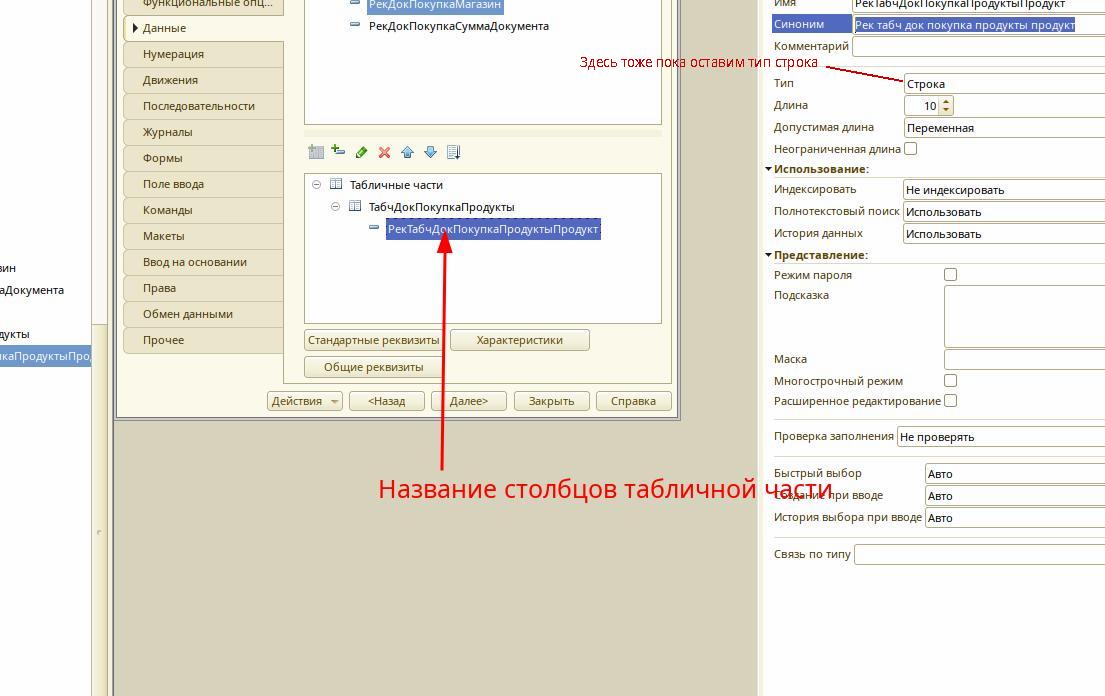 Функциональные опц...
Данные
Нумерация
Движения
Последовательности
Журналы
Формы
Поле ввода
Команды
Макеты
Ввод на основании
Права
Обмен данными
Прочее
аДокумента
дукты
каПродуктыПро
РекДокПокупкаМагазин
РекДокПокупкаСуммаДокумента
Табличные части
ТабчДокПокупкаПродукты
РекТабчДокПокупкаПродуктыПродукт
Стандартные реквизиты
Характеристики
Общие реквизиты
Действия
<Назад
Далее>
Закрыть
Справка
Название столбцов табличной части
Здесь тоже пока оставим тип строка
Имя РекТабчДокПокупкаПродуктыПродукт
Синоним Рек табч док покупка продукты продукт
Комментарий
Тип Строка
Длина 10
Допустимая длина Переменная
Неограниченная длина
Использование:
Индексировать Не индексировать
Полнотекстовый поиск Использовать
История данных Использовать
Представление:
Режим пароля
Подсказка
Маска
Многострочный режим
Расширенное редактирование
Проверка заполнения Не проверять
Быстрый выбор Авто
Создание при вводе Авто
История выбора при вводе Авто
Связь по типу